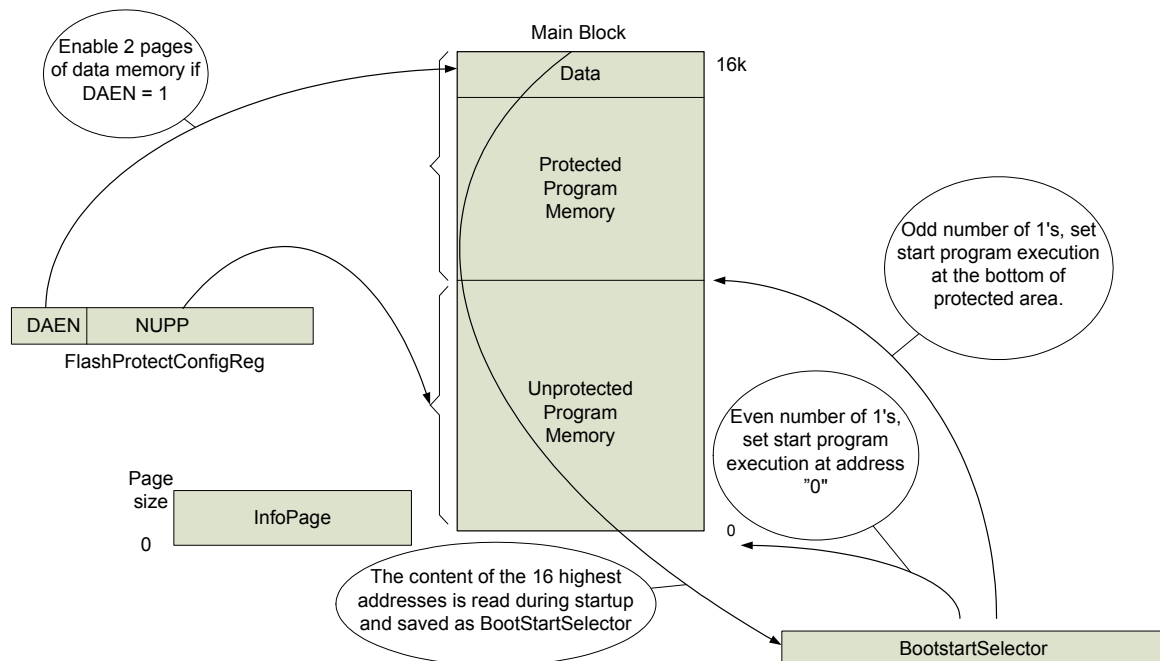 Main Block
Enable 2 pages
of data memory if
DAEN = 1
Data
16k
Protected
Program
Memory
Odd number of 1's, set
start program execution
at the bottom of
protected area.
DAEN
NUPP
FlashProtectConfigReg
Unprotected
Program
Memory
Even number of 1's,
set start program
execution at address
"0"
Page
size
0
InfoPage
0
The content of the 16 highest
addresses is read during startup
and saved as BootStartSelector
BootstartSelector